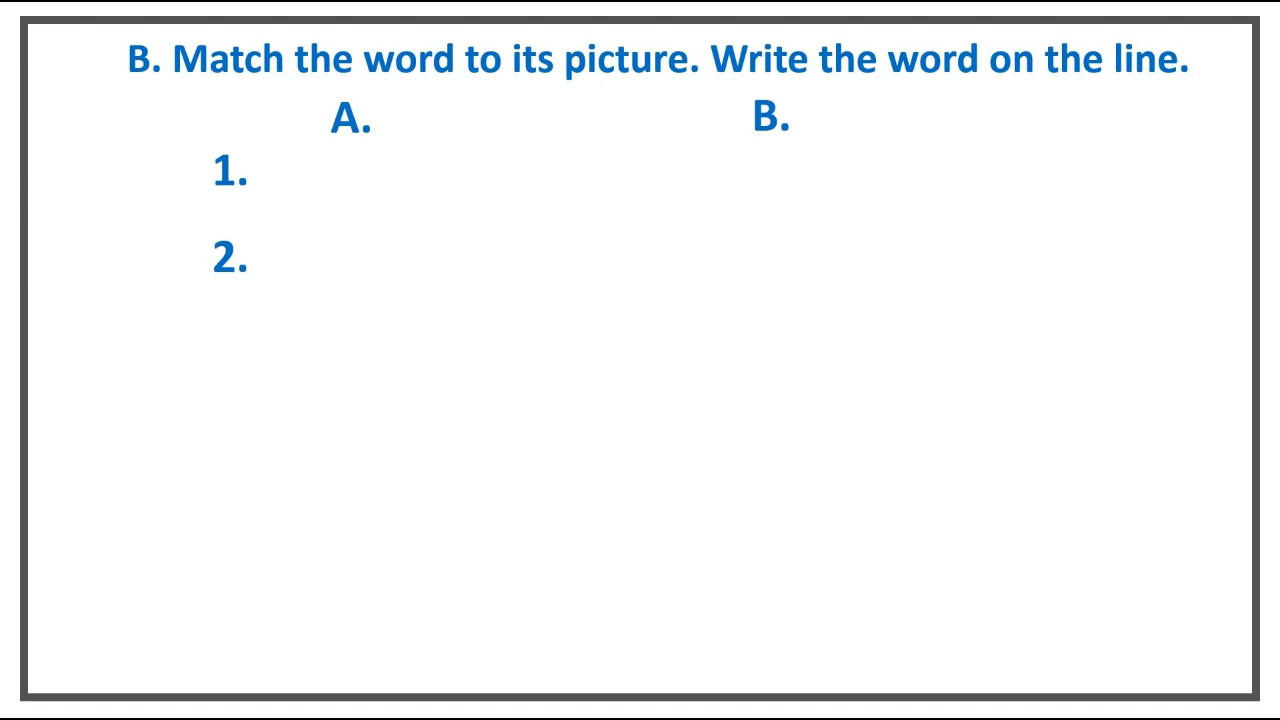 B. Match the word to its picture. Write the word on the line.
A. B.
1.
2.